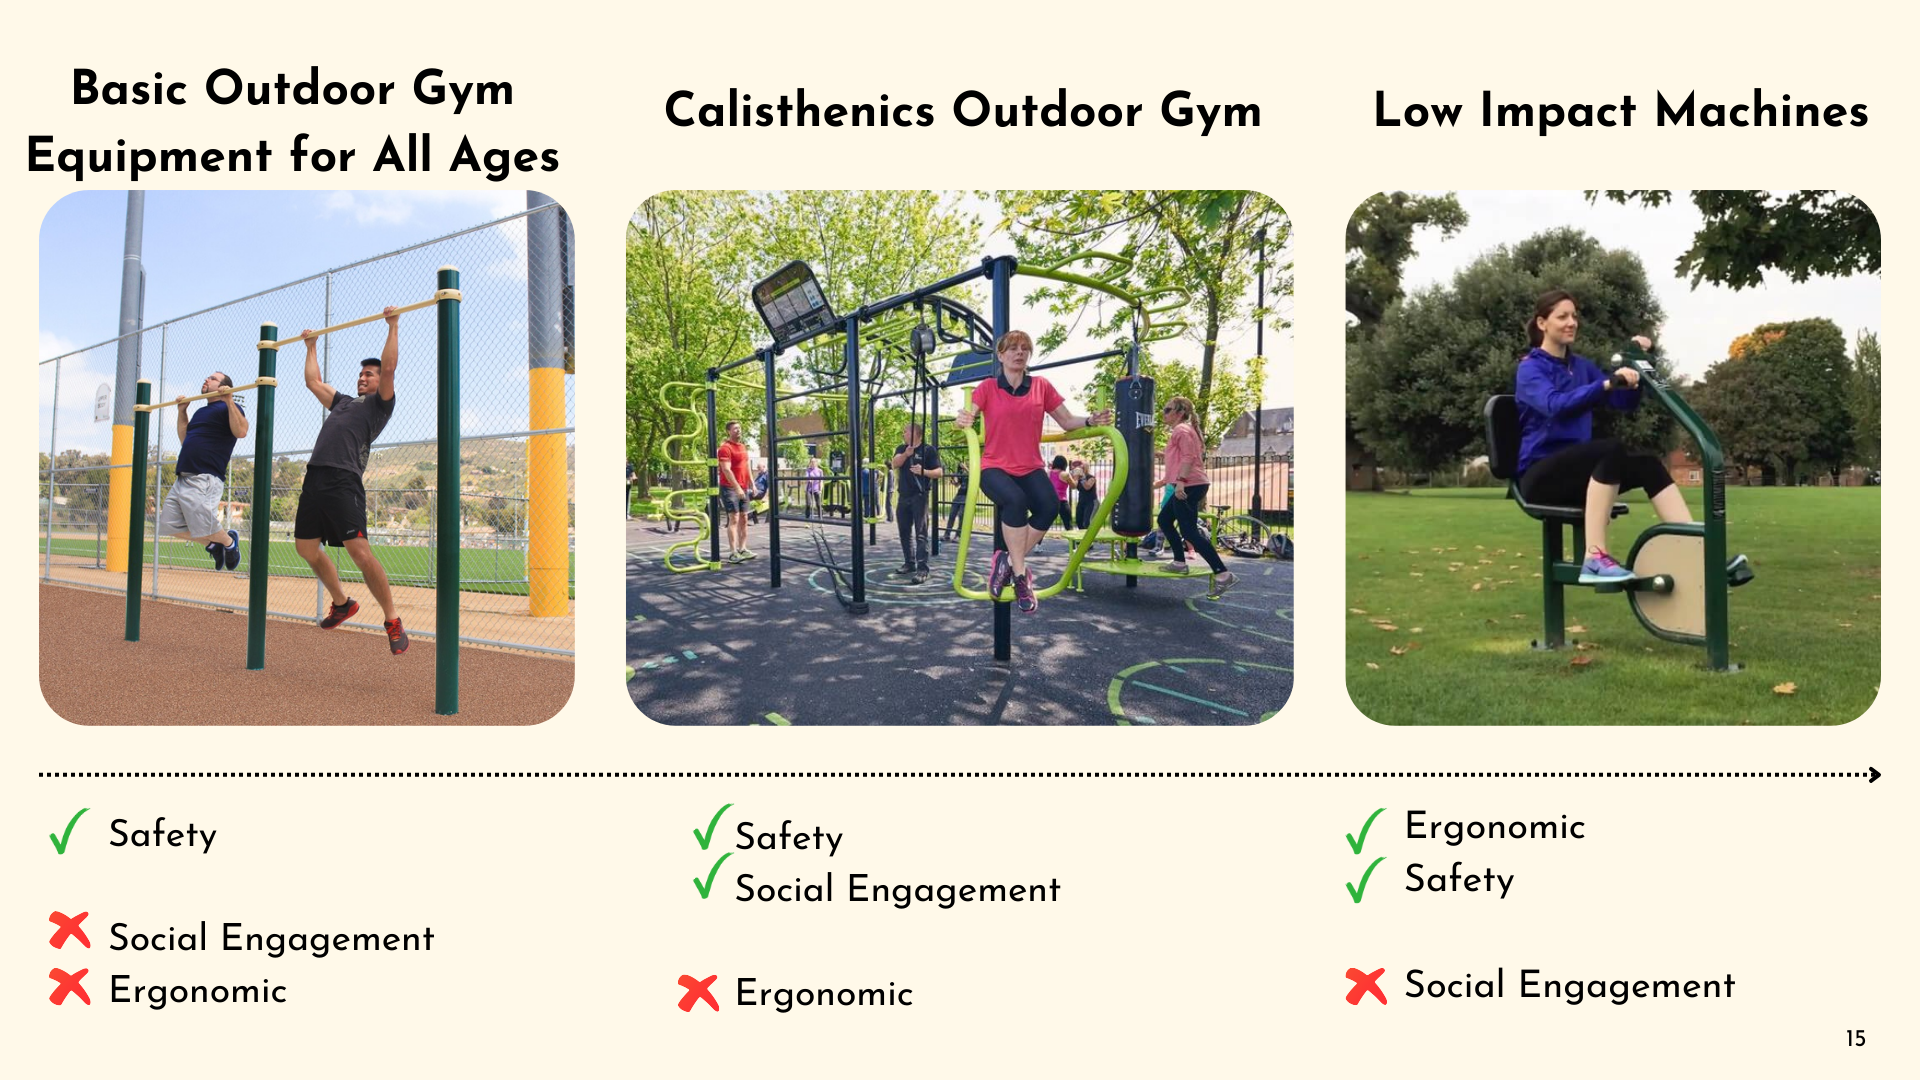 Basic Outdoor Gym
Equipment for All Ages
Calisthenics Outdoor Gym
Low Impact Machines
Safety
Social Engagement
Ergonomic
Safety
Social Engagement
Ergonomic
Ergonomic
Safety
Social Engagement
15